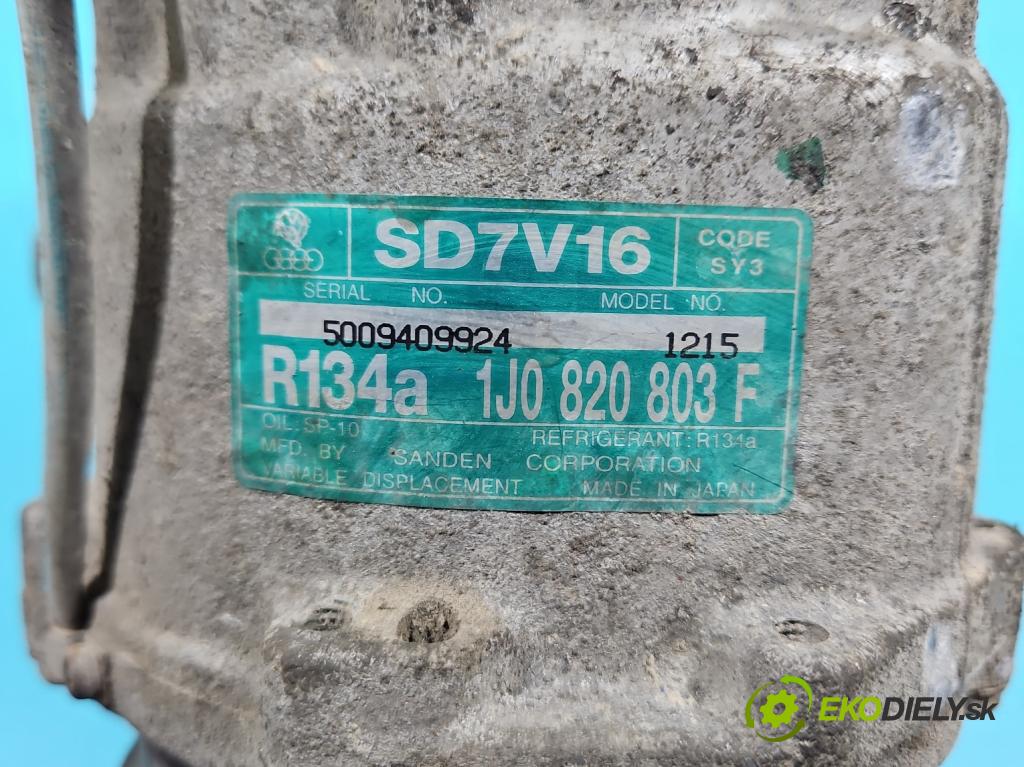 SD7V16
CODE
SY3
SERIAL NO. MODEL NO.
5009409924 1215
R134a 1J0 820 803 F
OIL: SP-10 REFRIGERANT: R134a
MFD. BY SANDEN CORPORATION
VARIABLE DISPLACEMENT MADE IN JAPAN
EKODIELY.sk